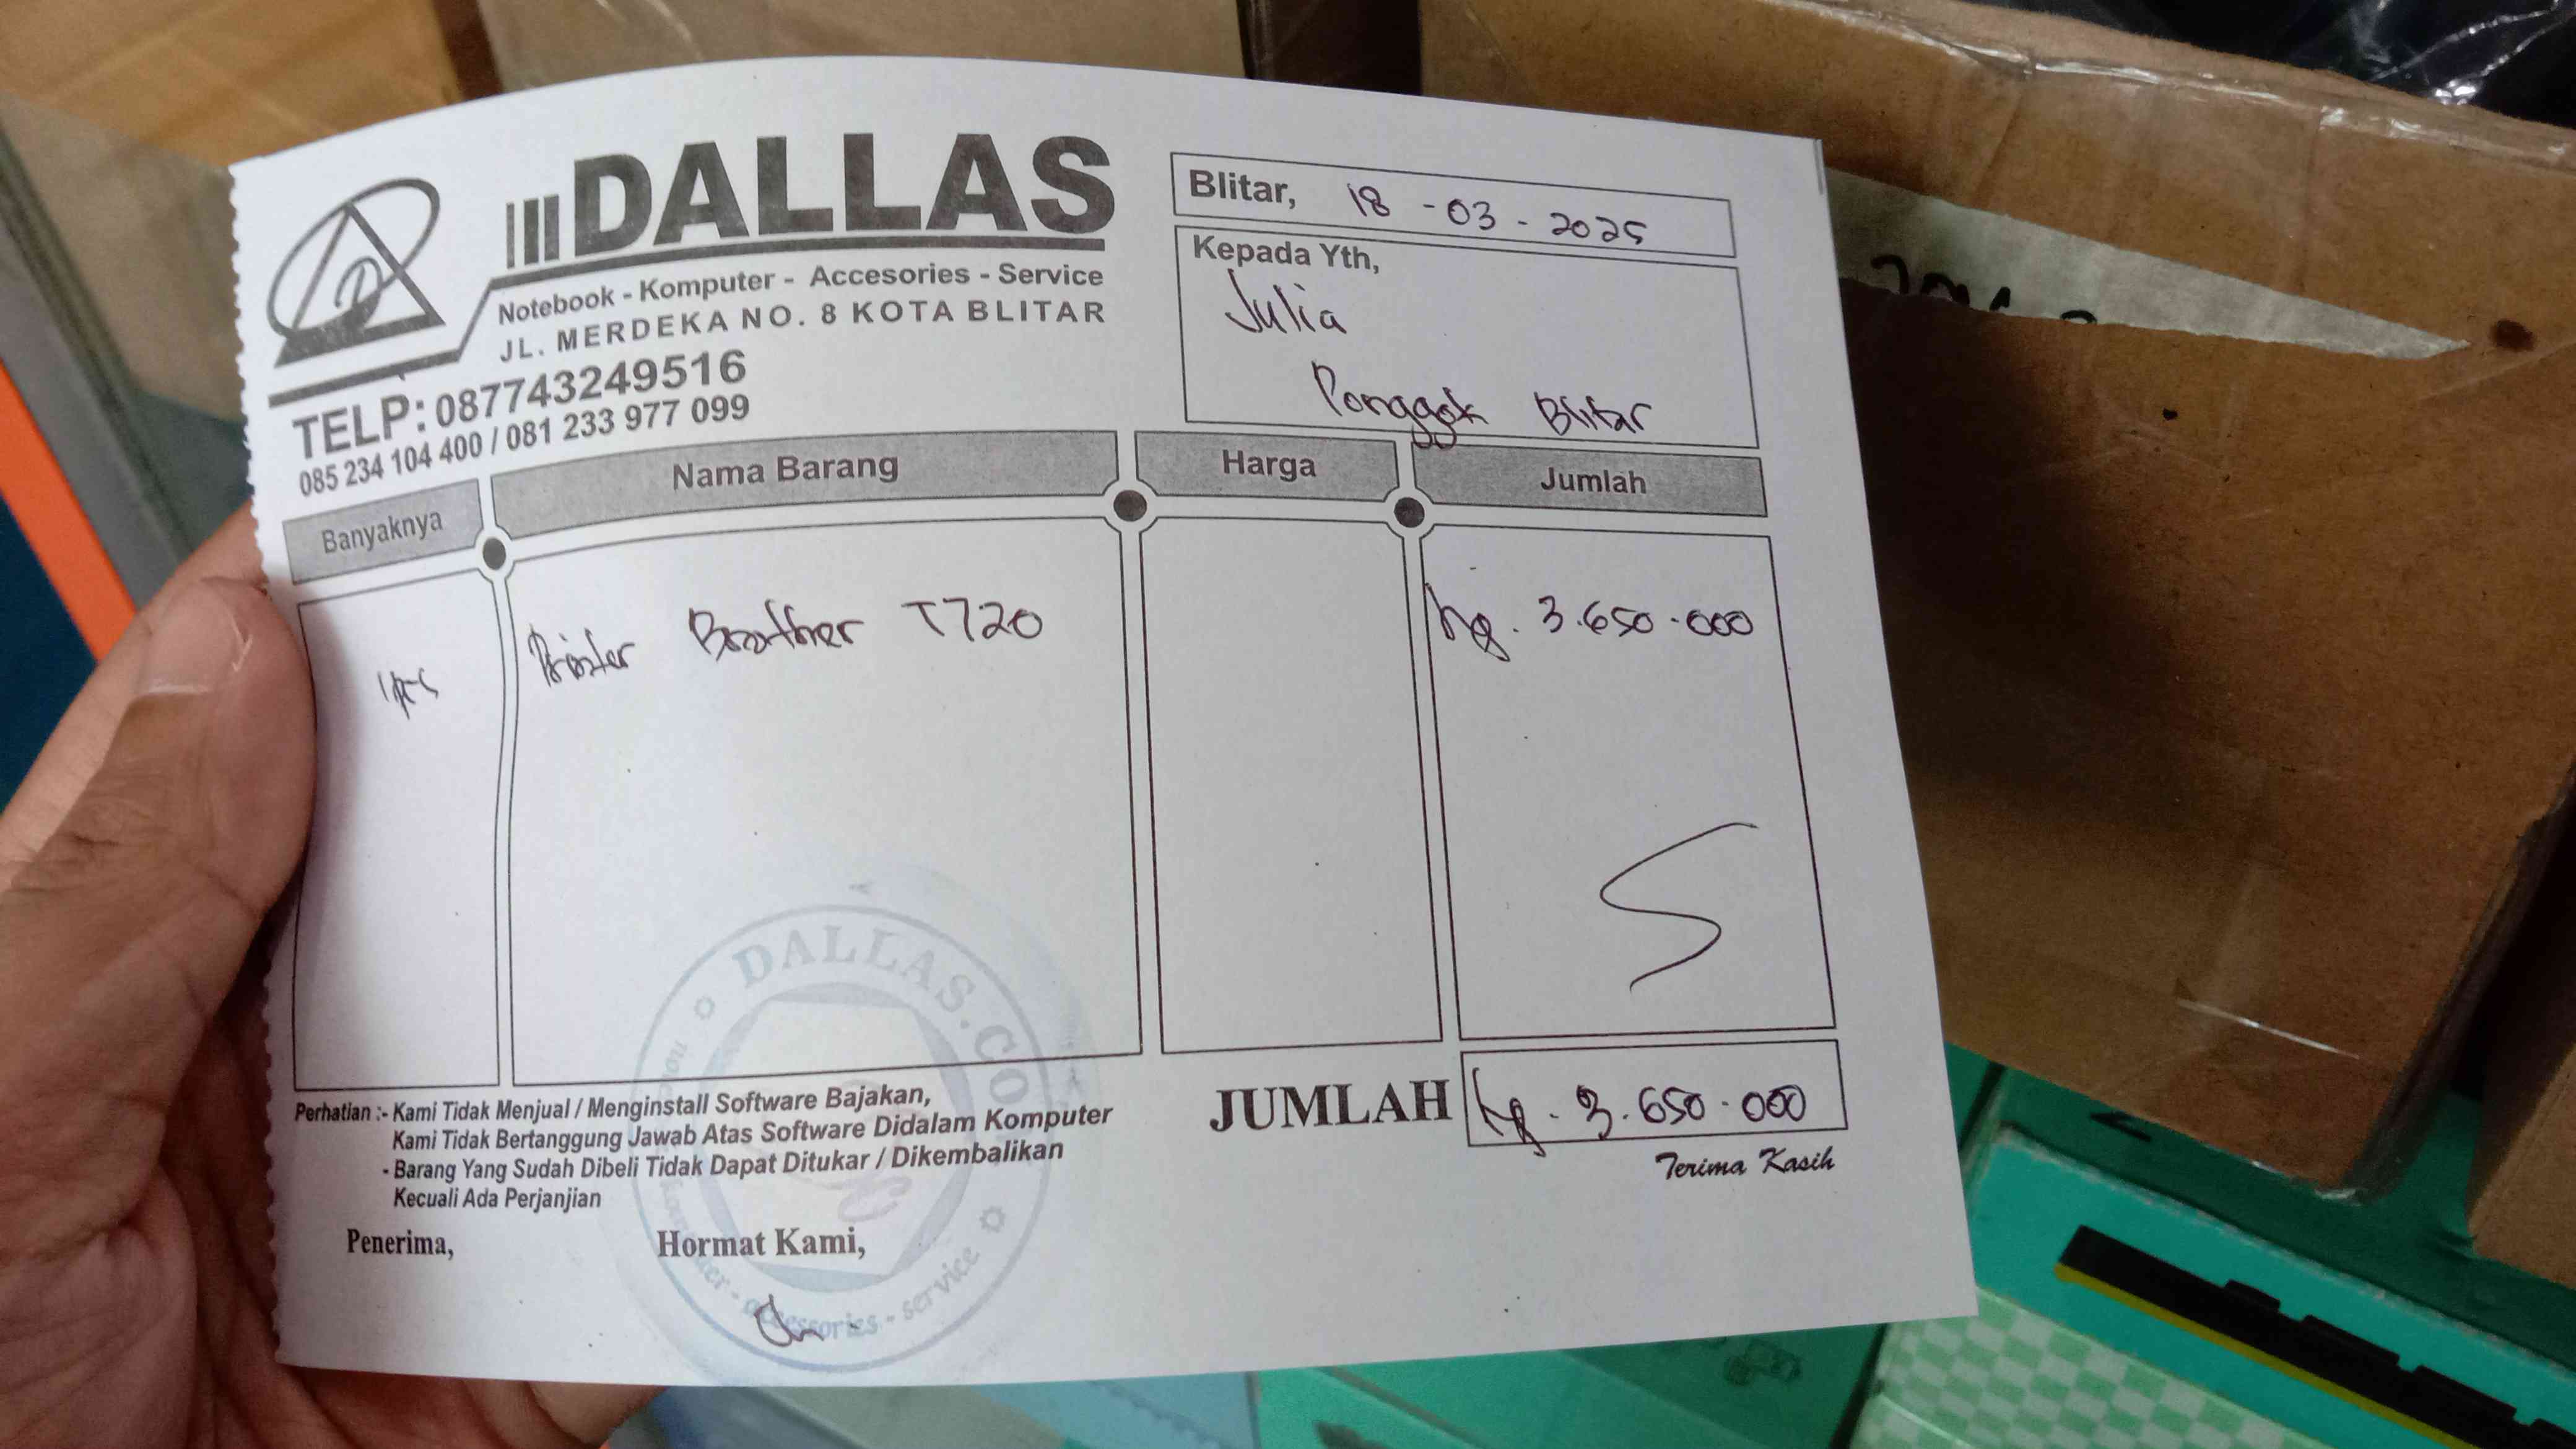 DALLAS
Notebook - Komputer - Accesories - Service
JL. MERDEKA NO. 8 KOTA BLITAR
TELP: 087743249516
085 234 104 400 / 081 233 977 099
Blitar, 18 - 03 - 2025
Kepada Yth,
Julia
Ponggok Blitar
Banyaknya Nama Barang Harga Jumlah
1pcs Printer Brother T720 3.650.000
JUMLAH 3.650.000
Terima Kasih
Perhatian :- Kami Tidak Menjual / Menginstall Software Bajakan,
Kami Tidak Bertanggung Jawab Atas Software Didalam Komputer
- Barang Yang Sudah Dibeli Tidak Dapat Ditukar / Dikembalikan
Kecuali Ada Perjanjian
Penerima, Hormat Kami,
DALLAS.CO
accessories - service